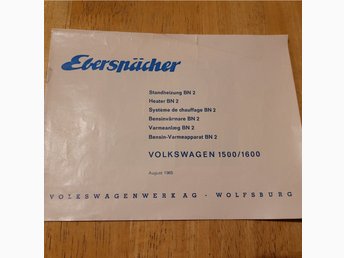 Eberspächer
Standheizung BN 2
Heater BN 2
Système de chauffage BN 2
Bensinvärmare BN 2
Varmeanlæg BN 2
Bensin-Varmeapparat BN 2
VOLKSWAGEN 1500/1600
August 1965
VOLKSWAGENWERK AG - WOLFSBURG